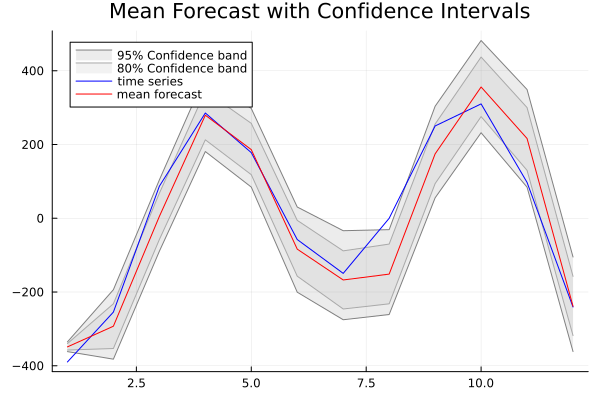 Mean Forecast with Confidence Intervals
95% Confidence band
80% Confidence band
time series
mean forecast
400
200
0
−200
−400
2.5
5.0
7.5
10.0